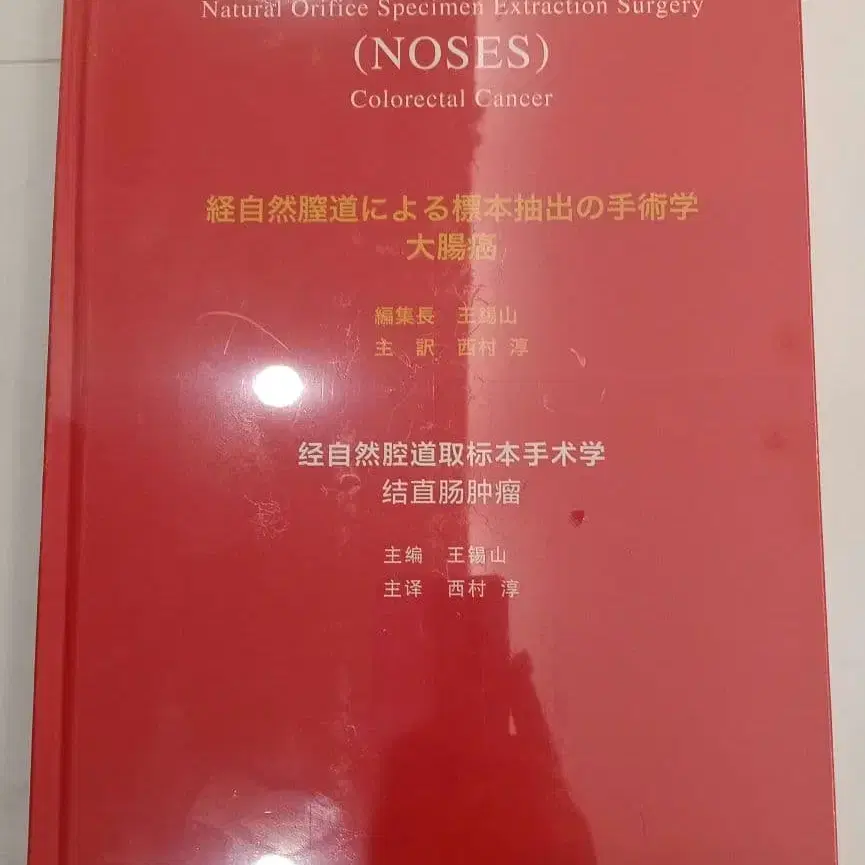 Natural Orifice Specimen Extraction Surgery
(NOSES)
Colorectal Cancer
経自然膣道による標本抽出の手術学
大腸癌
編集長 王錫山
主 訳 西村 淳
经自然腔道取标本手术学
结直肠肿瘤
主编 王锡山
主译 西村 淳